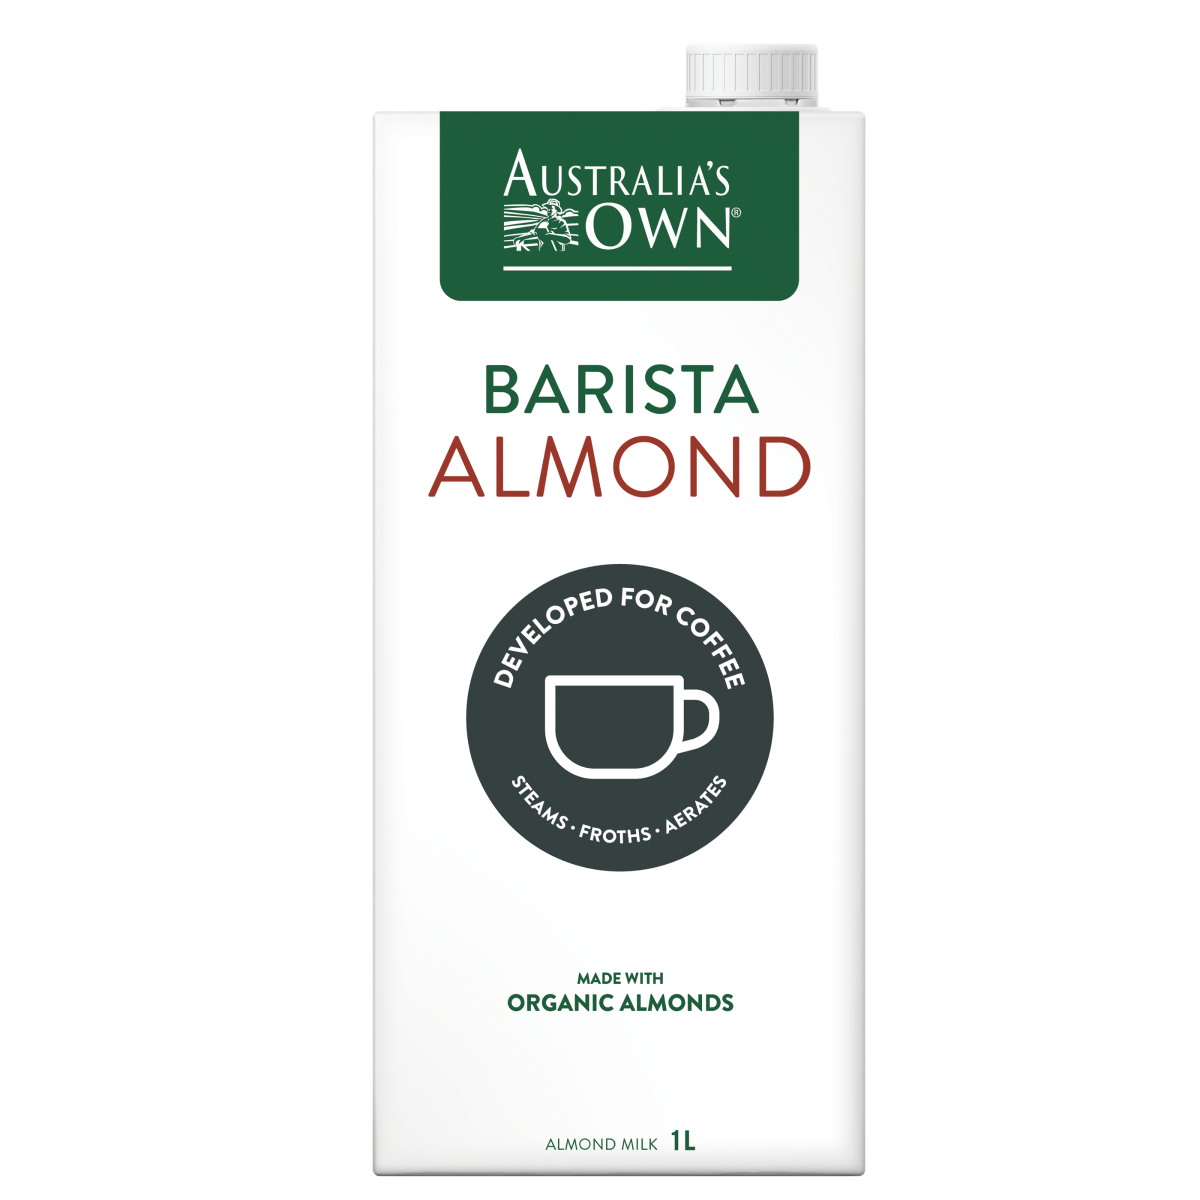 AUSTRALIA'S
OWN®
BARISTA
ALMOND
DEVELOPED FOR COFFEE
STEAMS · FROTHS · AERATES
MADE WITH
ORGANIC ALMONDS
ALMOND MILK 1L